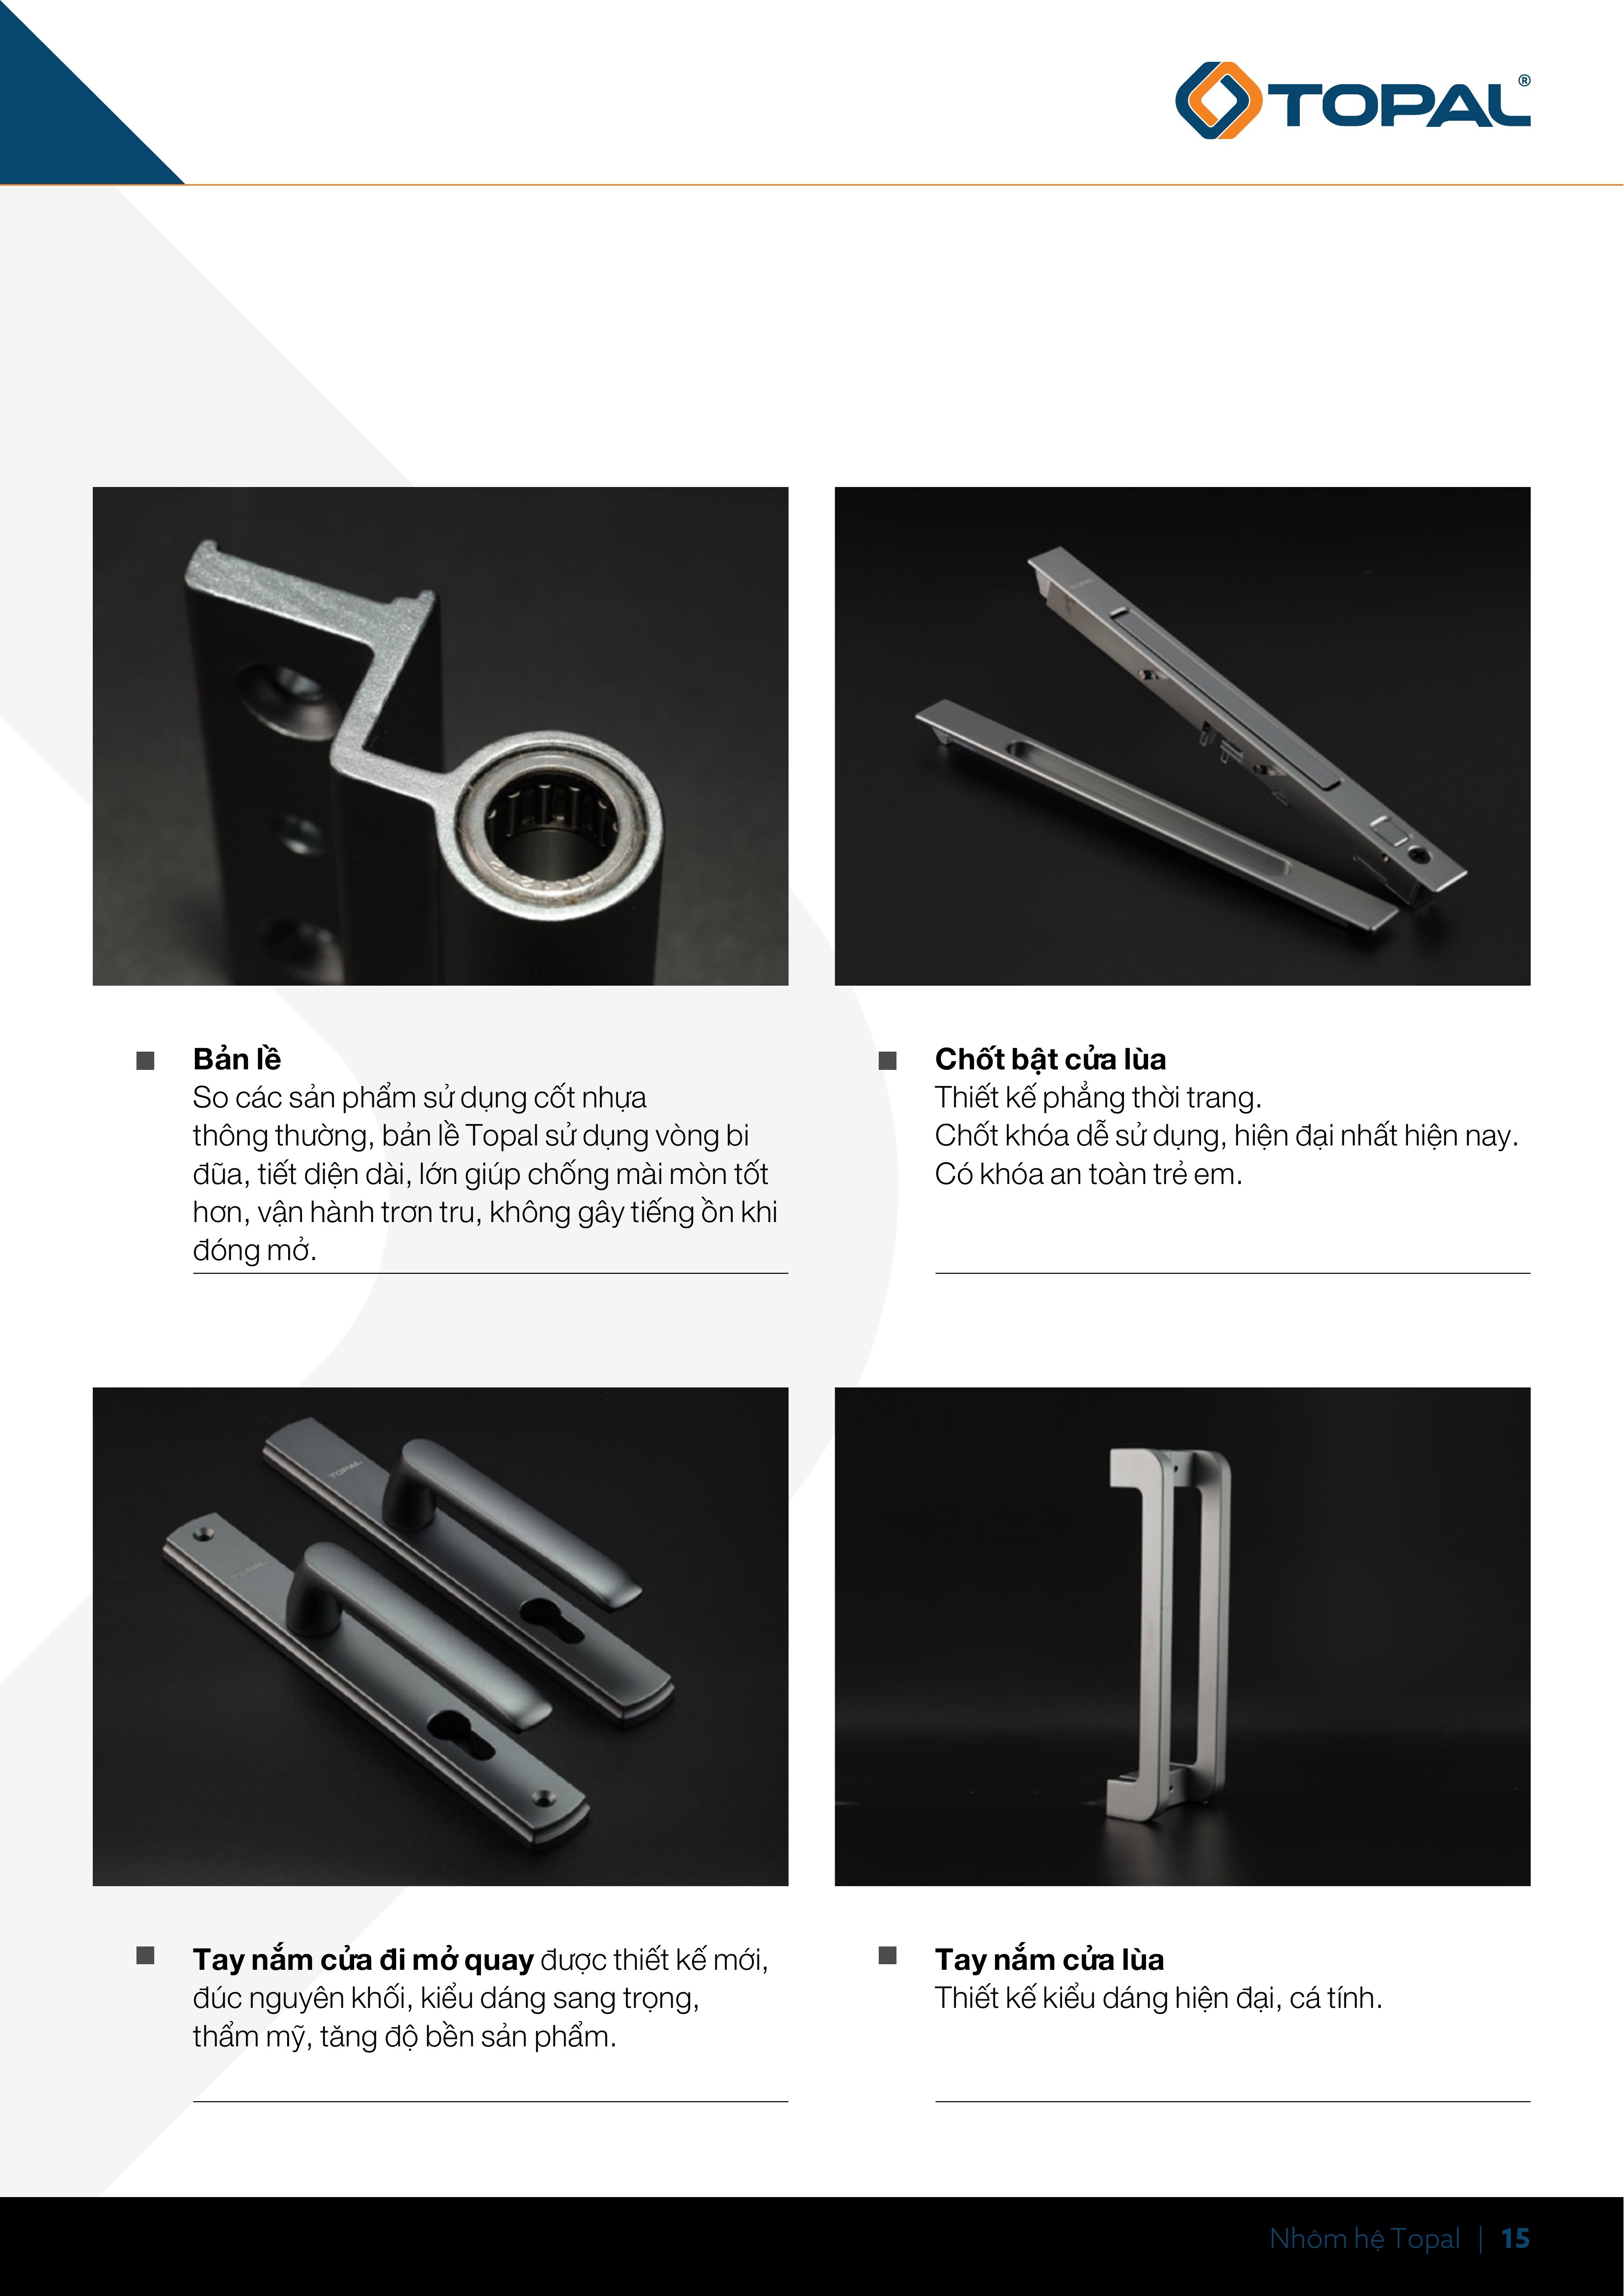 TOPAL®
Bản lề
So các sản phẩm sử dụng cốt nhựa
thông thường, bản lề Topal sử dụng vòng bi
đũa, tiết diện dài, lớn giúp chống mài mòn tốt
hơn, vận hành trơn tru, không gây tiếng ồn khi
đóng mở.
TOPAL
Chốt bật cửa lùa
Thiết kế phẳng thời trang.
Chốt khóa dễ sử dụng, hiện đại nhất hiện nay.
Có khóa an toàn trẻ em.
TOPAL
TOPAL
Tay nắm cửa đi mở quay được thiết kế mới,
đúc nguyên khối, kiểu dáng sang trọng,
thẩm mỹ, tăng độ bền sản phẩm.
Tay nắm cửa lùa
Thiết kế kiểu dáng hiện đại, cá tính.
Nhôm hệ Topal | 15